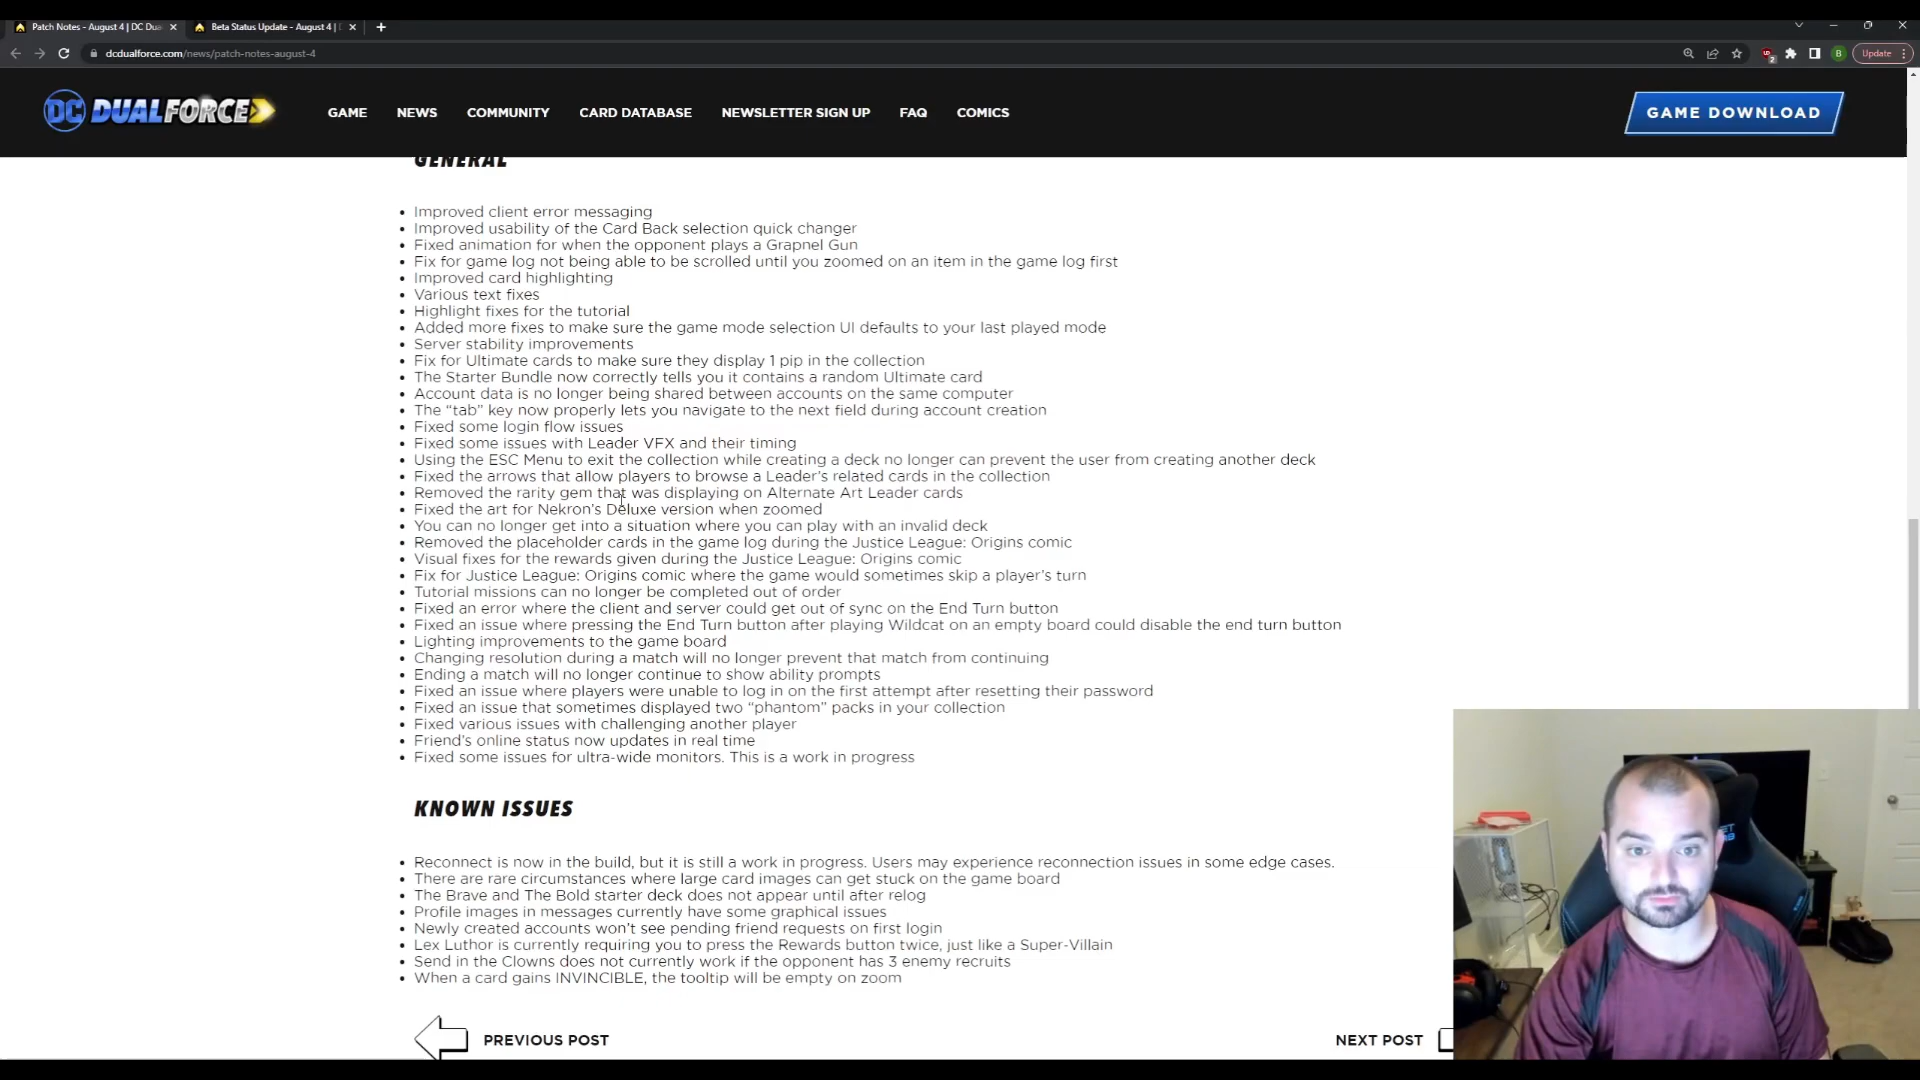 Patch Notes - August 4 | DC Dua
Beta Status Update - August 4 |
dcdualforce.com/news/patch-notes-august-4
2
B
Update
DC DUALFORCE
GAME
NEWS
COMMUNITY
CARD DATABASE
NEWSLETTER SIGN UP
FAQ
COMICS
GAME DOWNLOAD
GENERAL
• Improved client error messaging
• Improved usability of the Card Back selection quick changer
• Fixed animation for when the opponent plays a Grapnel Gun
• Fix for game log not being able to be scrolled until you zoomed on an item in the game log first
• Improved card highlighting
• Various text fixes
• Highlight fixes for the tutorial
• Added more fixes to make sure the game mode selection UI defaults to your last played mode
• Server stability improvements
• Fix for Ultimate cards to make sure they display 1 pip in the collection
• The Starter Bundle now correctly tells you it contains a random Ultimate card
• Account data is no longer being shared between accounts on the same computer
• The “tab” key now properly lets you navigate to the next field during account creation
• Fixed some login flow issues
• Fixed some issues with Leader VFX and their timing
• Using the ESC Menu to exit the collection while creating a deck no longer can prevent the user from creating another deck
• Fixed the arrows that allow players to browse a Leader’s related cards in the collection
• Removed the rarity gem that was displaying on Alternate Art Leader cards
• Fixed the art for Nekron’s Deluxe version when zoomed
• You can no longer get into a situation where you can play with an invalid deck
• Removed the placeholder cards in the game log during the Justice League: Origins comic
• Visual fixes for the rewards given during the Justice League: Origins comic
• Fix for Justice League: Origins comic where the game would sometimes skip a player’s turn
• Tutorial missions can no longer be completed out of order
• Fixed an error where the client and server could get out of sync on the End Turn button
• Fixed an issue where pressing the End Turn button after playing Wildcat on an empty board could disable the end turn button
• Lighting improvements to the game board
• Changing resolution during a match will no longer prevent that match from continuing
• Ending a match will no longer continue to show ability prompts
• Fixed an issue where players were unable to log in on the first attempt after resetting their password
• Fixed an issue that sometimes displayed two “phantom” packs in your collection
• Fixed various issues with challenging another player
• Friend’s online status now updates in real time
• Fixed some issues for ultra-wide monitors. This is a work in progress
KNOWN ISSUES
• Reconnect is now in the build, but it is still a work in progress. Users may experience reconnection issues in some edge cases.
• There are rare circumstances where large card images can get stuck on the game board
• The Brave and The Bold starter deck does not appear until after relog
• Profile images in messages currently have some graphical issues
• Newly created accounts won’t see pending friend requests on first login
• Lex Luthor is currently requiring you to press the Rewards button twice, just like a Super-Villain
• Send in the Clowns does not currently work if the opponent has 3 enemy recruits
• When a card gains INVINCIBLE, the tooltip will be empty on zoom
PREVIOUS POST
NEXT POST